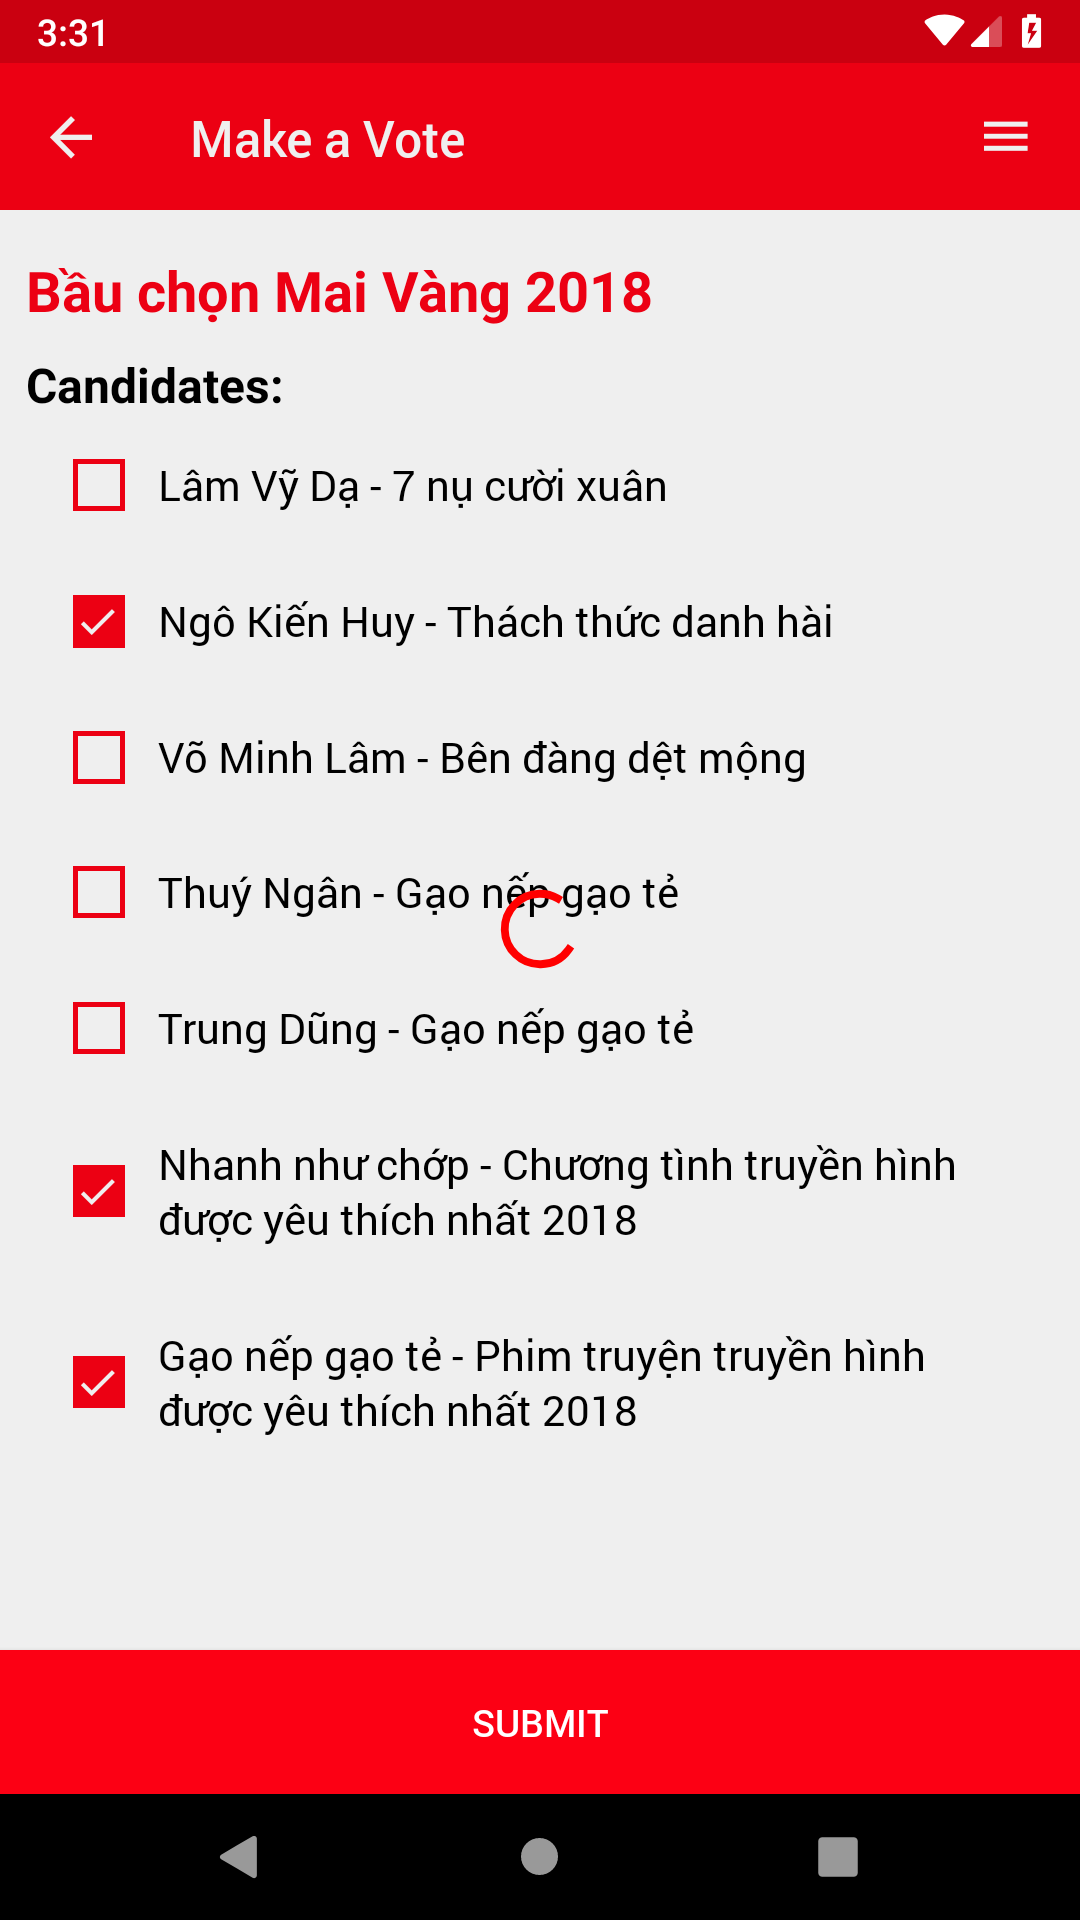 3:31
Make a Vote
Bầu chọn Mai Vàng 2018
Candidates:
Lâm Vỹ Dạ - 7 nụ cười xuân
Ngô Kiến Huy - Thách thức danh hài
Võ Minh Lâm - Bên đàng dệt mộng
Thuý Ngân - Gạo nếp gạo tẻ
Trung Dũng - Gạo nếp gạo tẻ
Nhanh như chớp - Chương tình truyền hình
được yêu thích nhất 2018
Gạo nếp gạo tẻ - Phim truyện truyền hình
được yêu thích nhất 2018
SUBMIT